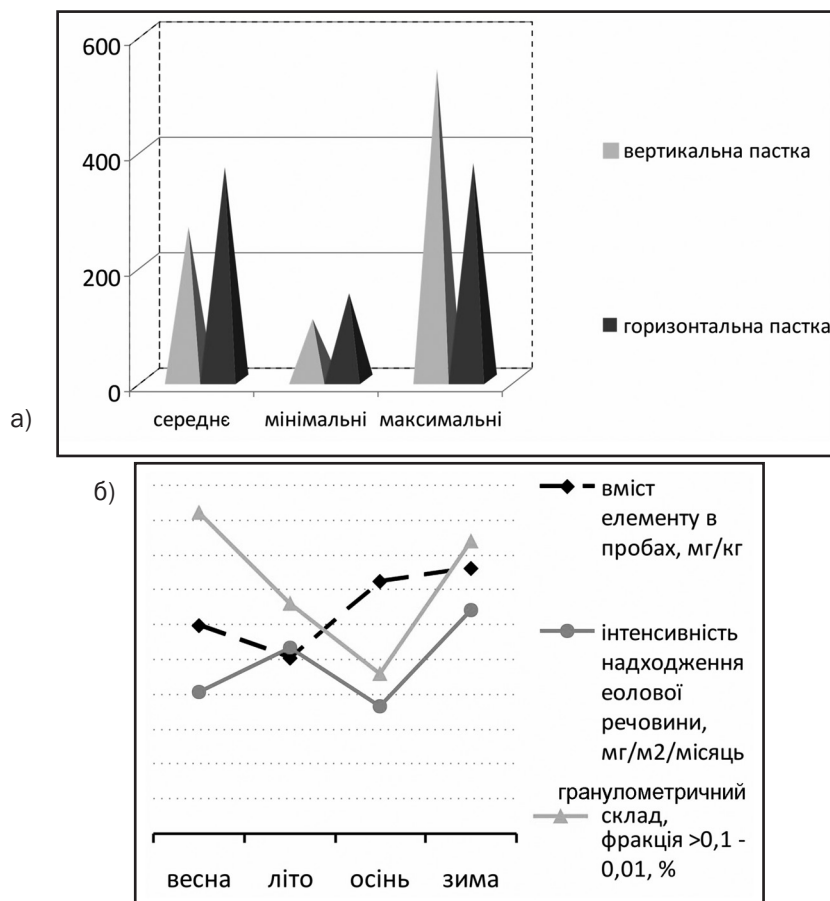 600
400
200
0
середнє
мінімальні
максимальні
вертикальна пастка
горизонтальна пастка
а)
б)
вміст
елементу в
пробах, мг/кг
інтенсивність
надходження
еолової
речовини,
мг/м2/місяць
гранулометричний
склад,
фракція >0,1 -
0,01, %
весна
літо
осінь
зима